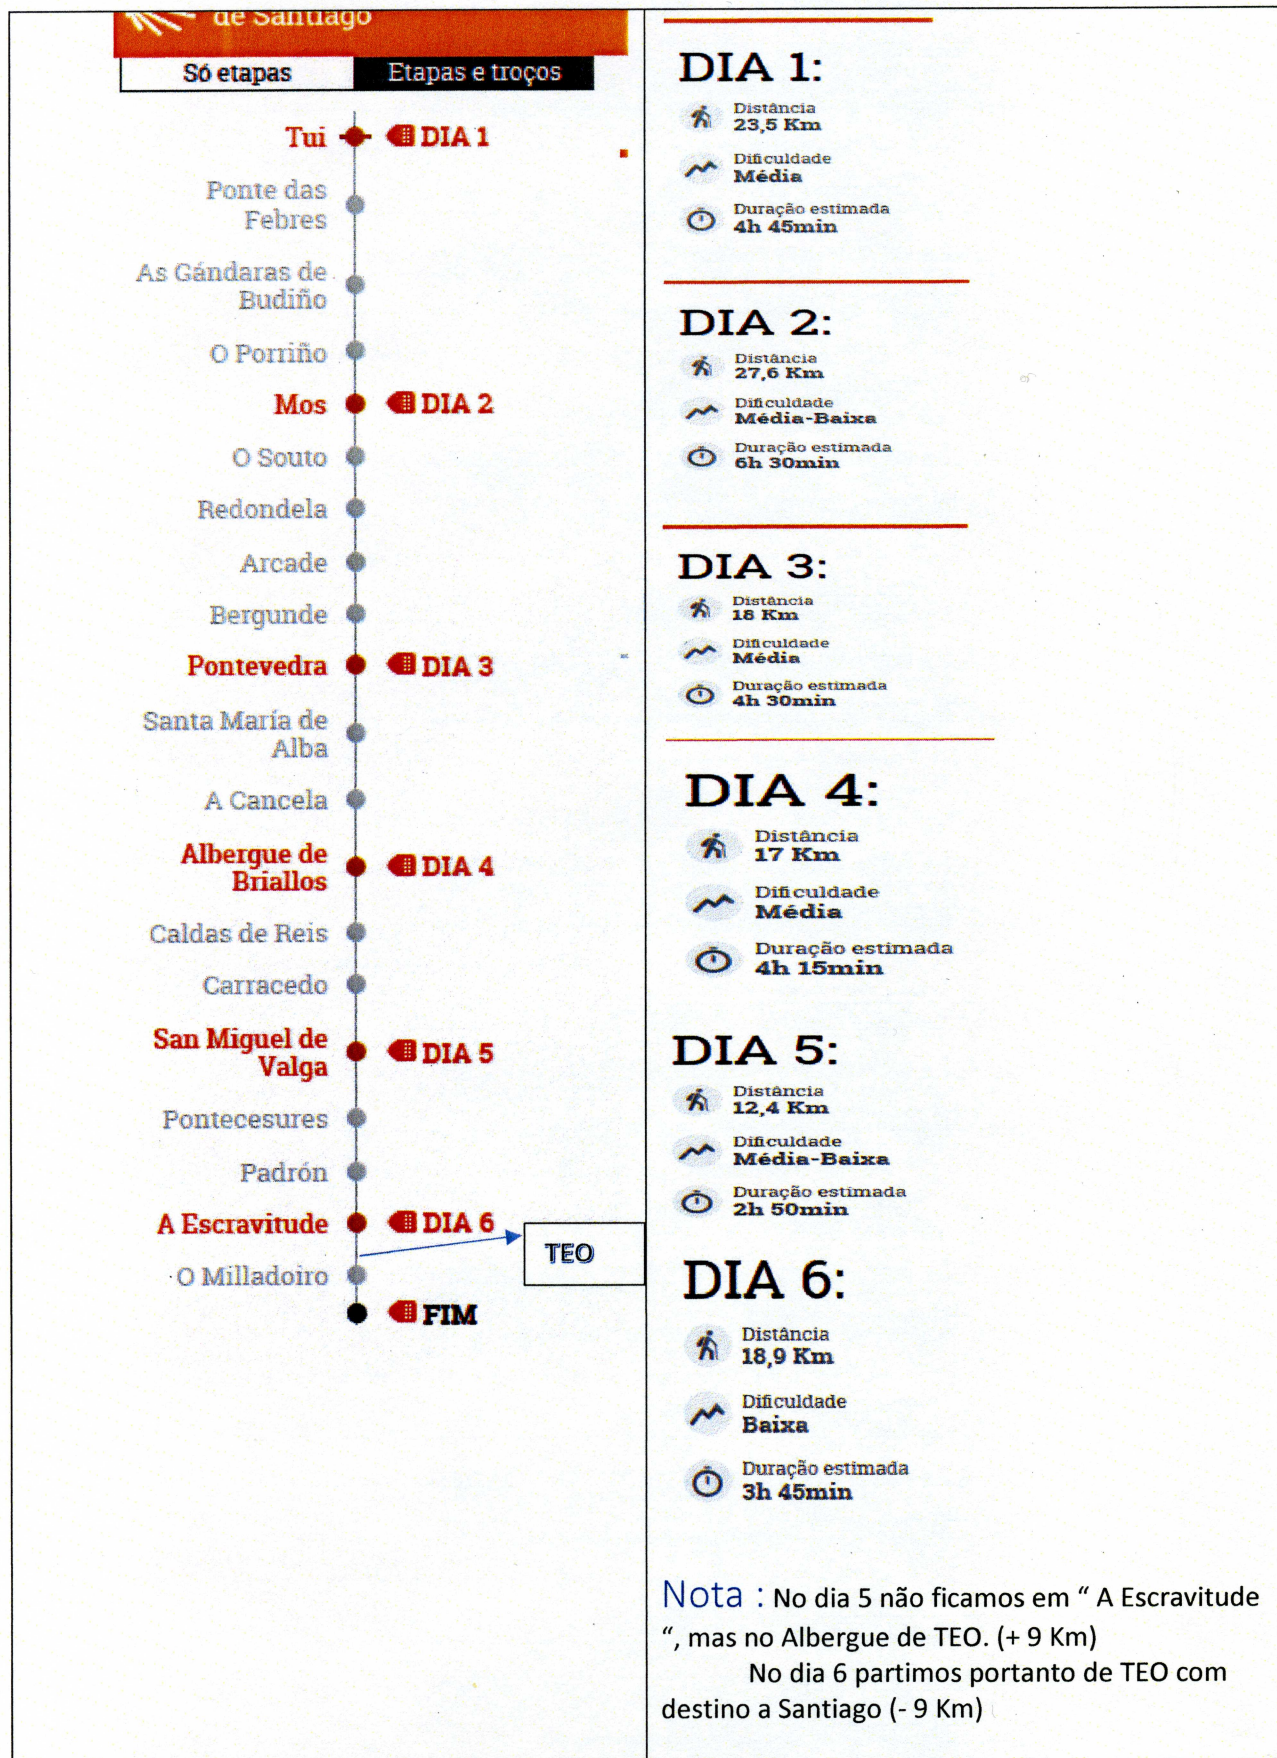 de Santiago
Só etapas
Etapas e troços
Tui
DIA 1
Ponte das
Febres
As Gándaras de
Budiño
O Porriño
Mos
DIA 2
O Souto
Redondela
Arcade
Bergunde
Pontevedra
DIA 3
Santa María de
Alba
A Cancela
Albergue de
Briallos
DIA 4
Caldas de Reis
Carracedo
San Miguel de
Valga
DIA 5
Pontecesures
Padrón
A Escravitude
DIA 6
TEO
O Milladoiro
FIM
DIA 1:
Distância
23,5 Km
Dificuldade
Média
Duração estimada
4h 45min
DIA 2:
Distância
27,6 Km
Dificuldade
Média-Baixa
Duração estimada
6h 30min
DIA 3:
Distância
18 Km
Dificuldade
Média
Duração estimada
4h 30min
DIA 4:
Distância
17 Km
Dificuldade
Média
Duração estimada
4h 15min
DIA 5:
Distância
12,4 Km
Dificuldade
Média-Baixa
Duração estimada
2h 50min
DIA 6:
Distância
18,9 Km
Dificuldade
Baixa
Duração estimada
3h 45min
Nota : No dia 5 não ficamos em “ A Escravitude
“, mas no Albergue de TEO. (+ 9 Km)
No dia 6 partimos portanto de TEO com
destino a Santiago (- 9 Km)